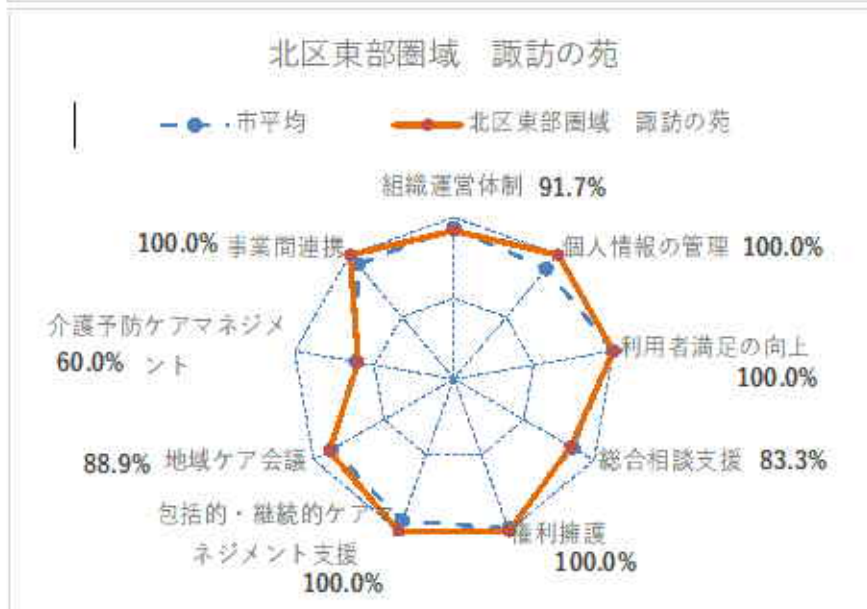 北区東部圏域 諏訪の苑
市平均
北区東部圏域 諏訪の苑
組織運営体制 91.7%
個人情報の管理 100.0%
利用者満足の向上
100.0%
総合相談支援 83.3%
権利擁護
100.0%
包括的・継続的ケアマ
ネジメント支援
100.0%
88.9% 地域ケア会議
介護予防ケアマネジメ
60.0% ント
100.0% 事業間連携